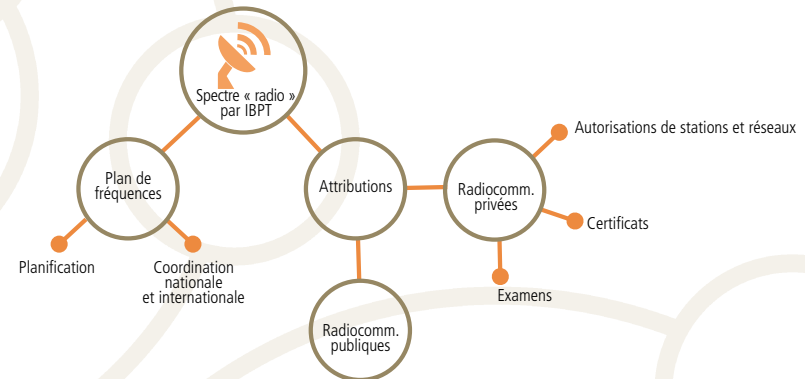 Spectre « radio »
par IBPT
Autorisations de stations et réseaux
Plan de
fréquences
Attributions
Radiocomm.
privées
Certificats
Planification
Coordination
nationale
et internationale
Examens
Radiocomm.
publiques